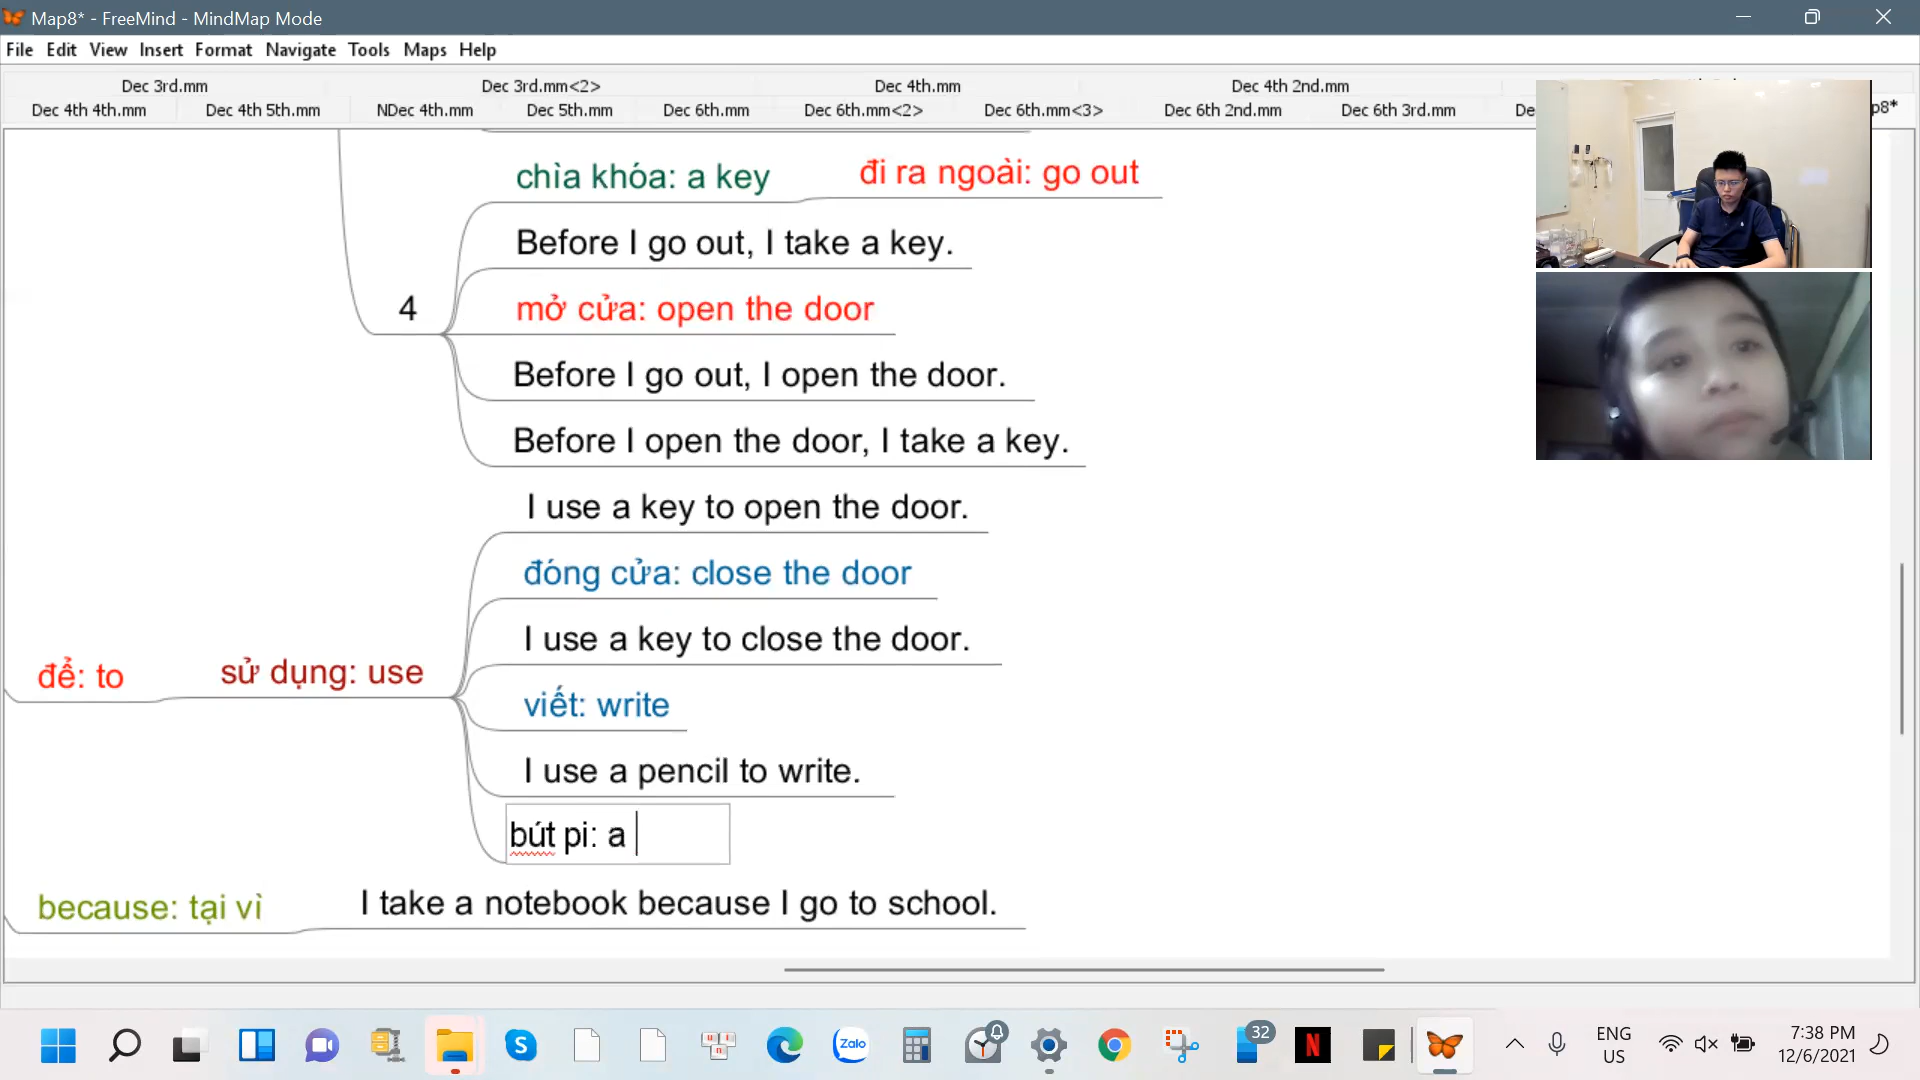 Map8* - FreeMind - MindMap Mode
File Edit View Insert Format Navigate Tools Maps Help
Dec 3rd.mm Dec 3rd.mm<2> Dec 4th.mm Dec 4th 2nd.mm
Dec 4th 4th.mm Dec 4th 5th.mm NDec 4th.mm Dec 5th.mm Dec 6th.mm Dec 6th.mm<2> Dec 6th.mm<3> Dec 6th 2nd.mm Dec 6th 3rd.mm De p8*
chìa khóa: a key đi ra ngoài: go out
Before I go out, I take a key.
4
mở cửa: open the door
Before I go out, I open the door.
Before I open the door, I take a key.
I use a key to open the door.
đóng cửa: close the door
I use a key to close the door.
để: to sử dụng: use
viết: write
I use a pencil to write.
bút pi: a
because: tại vì I take a notebook because I go to school.
Zalo
32
N
ENG
US
7:38 PM
12/6/2021